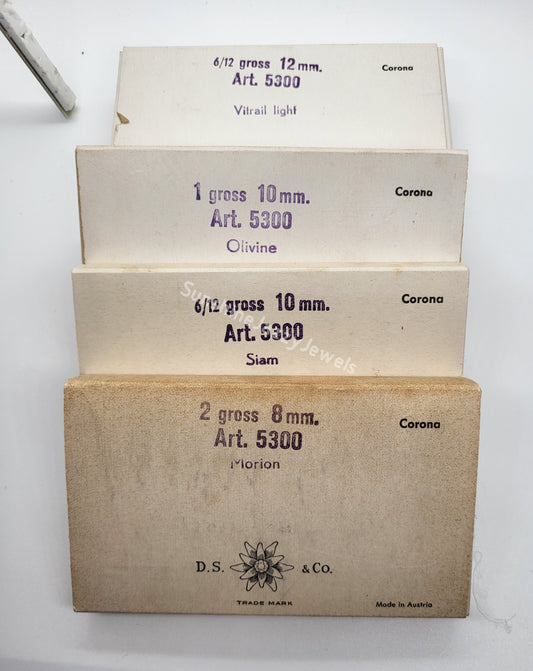 6/12 gross 12 mm.
Corona
Art. 5300
Vitrail light
1 gross 10 mm.
Corona
Art. 5300
Olivine
6/12 gross 10 mm.
Corona
Art. 5300
Siam
2 gross 8 mm.
Corona
Art. 5300
Morion
D.S. & Co.
TRADE MARK
Made in Austria